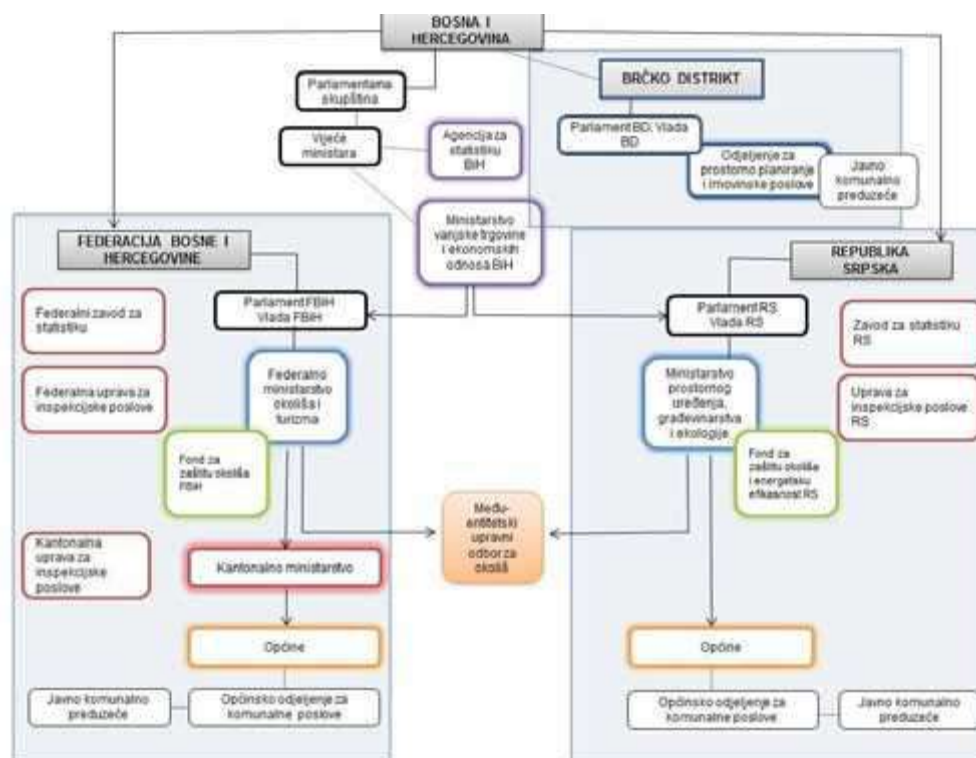 BOSNA I
HERCEGOVINA
BRČKO DISTRIKT
Parlamentarna
skupština
Vijeće
ministara
Agencija za
statistiku
BiH
Parlament BD, Vlada
BD
Odjeljenje za
prostorno planiranje
i imovinske poslove
Javno
komunalno
preduzeće
Ministarstvo
vanjske trgovine
i ekonomskih
odnosa BiH
FEDERACIJA BOSNE I
HERCEGOVINE
REPUBLIKA
SRPSKA
Federalni zavod za
statistiku
Parlament FBiH
Vlada FBiH
Parlament RS
Vlada RS
Zavod za statistiku
RS
Federalna uprava za
inspekcijske poslove
Federalno
ministarstvo
okoliša i
turizma
Ministarstvo
prostornog
uređenja,
građevinarstva
i ekologije
Uprava za
inspekcijske poslove
RS
Fond za
zaštitu okoliša
FBiH
Fond za
zaštitu okoliša
i energetsku
efikasnost RS
Među-
entitetski
upravni
odbor za
okoliš
Kantonalna
uprava za
inspekcijske
poslove
Kantonalno ministarstvo
Općine
Općine
Javno komunalno
preduzeće
Općinsko odjeljenje za
komunalne poslove
Općinsko odjeljenje za
komunalne poslove
Javno komunalno
preduzeće